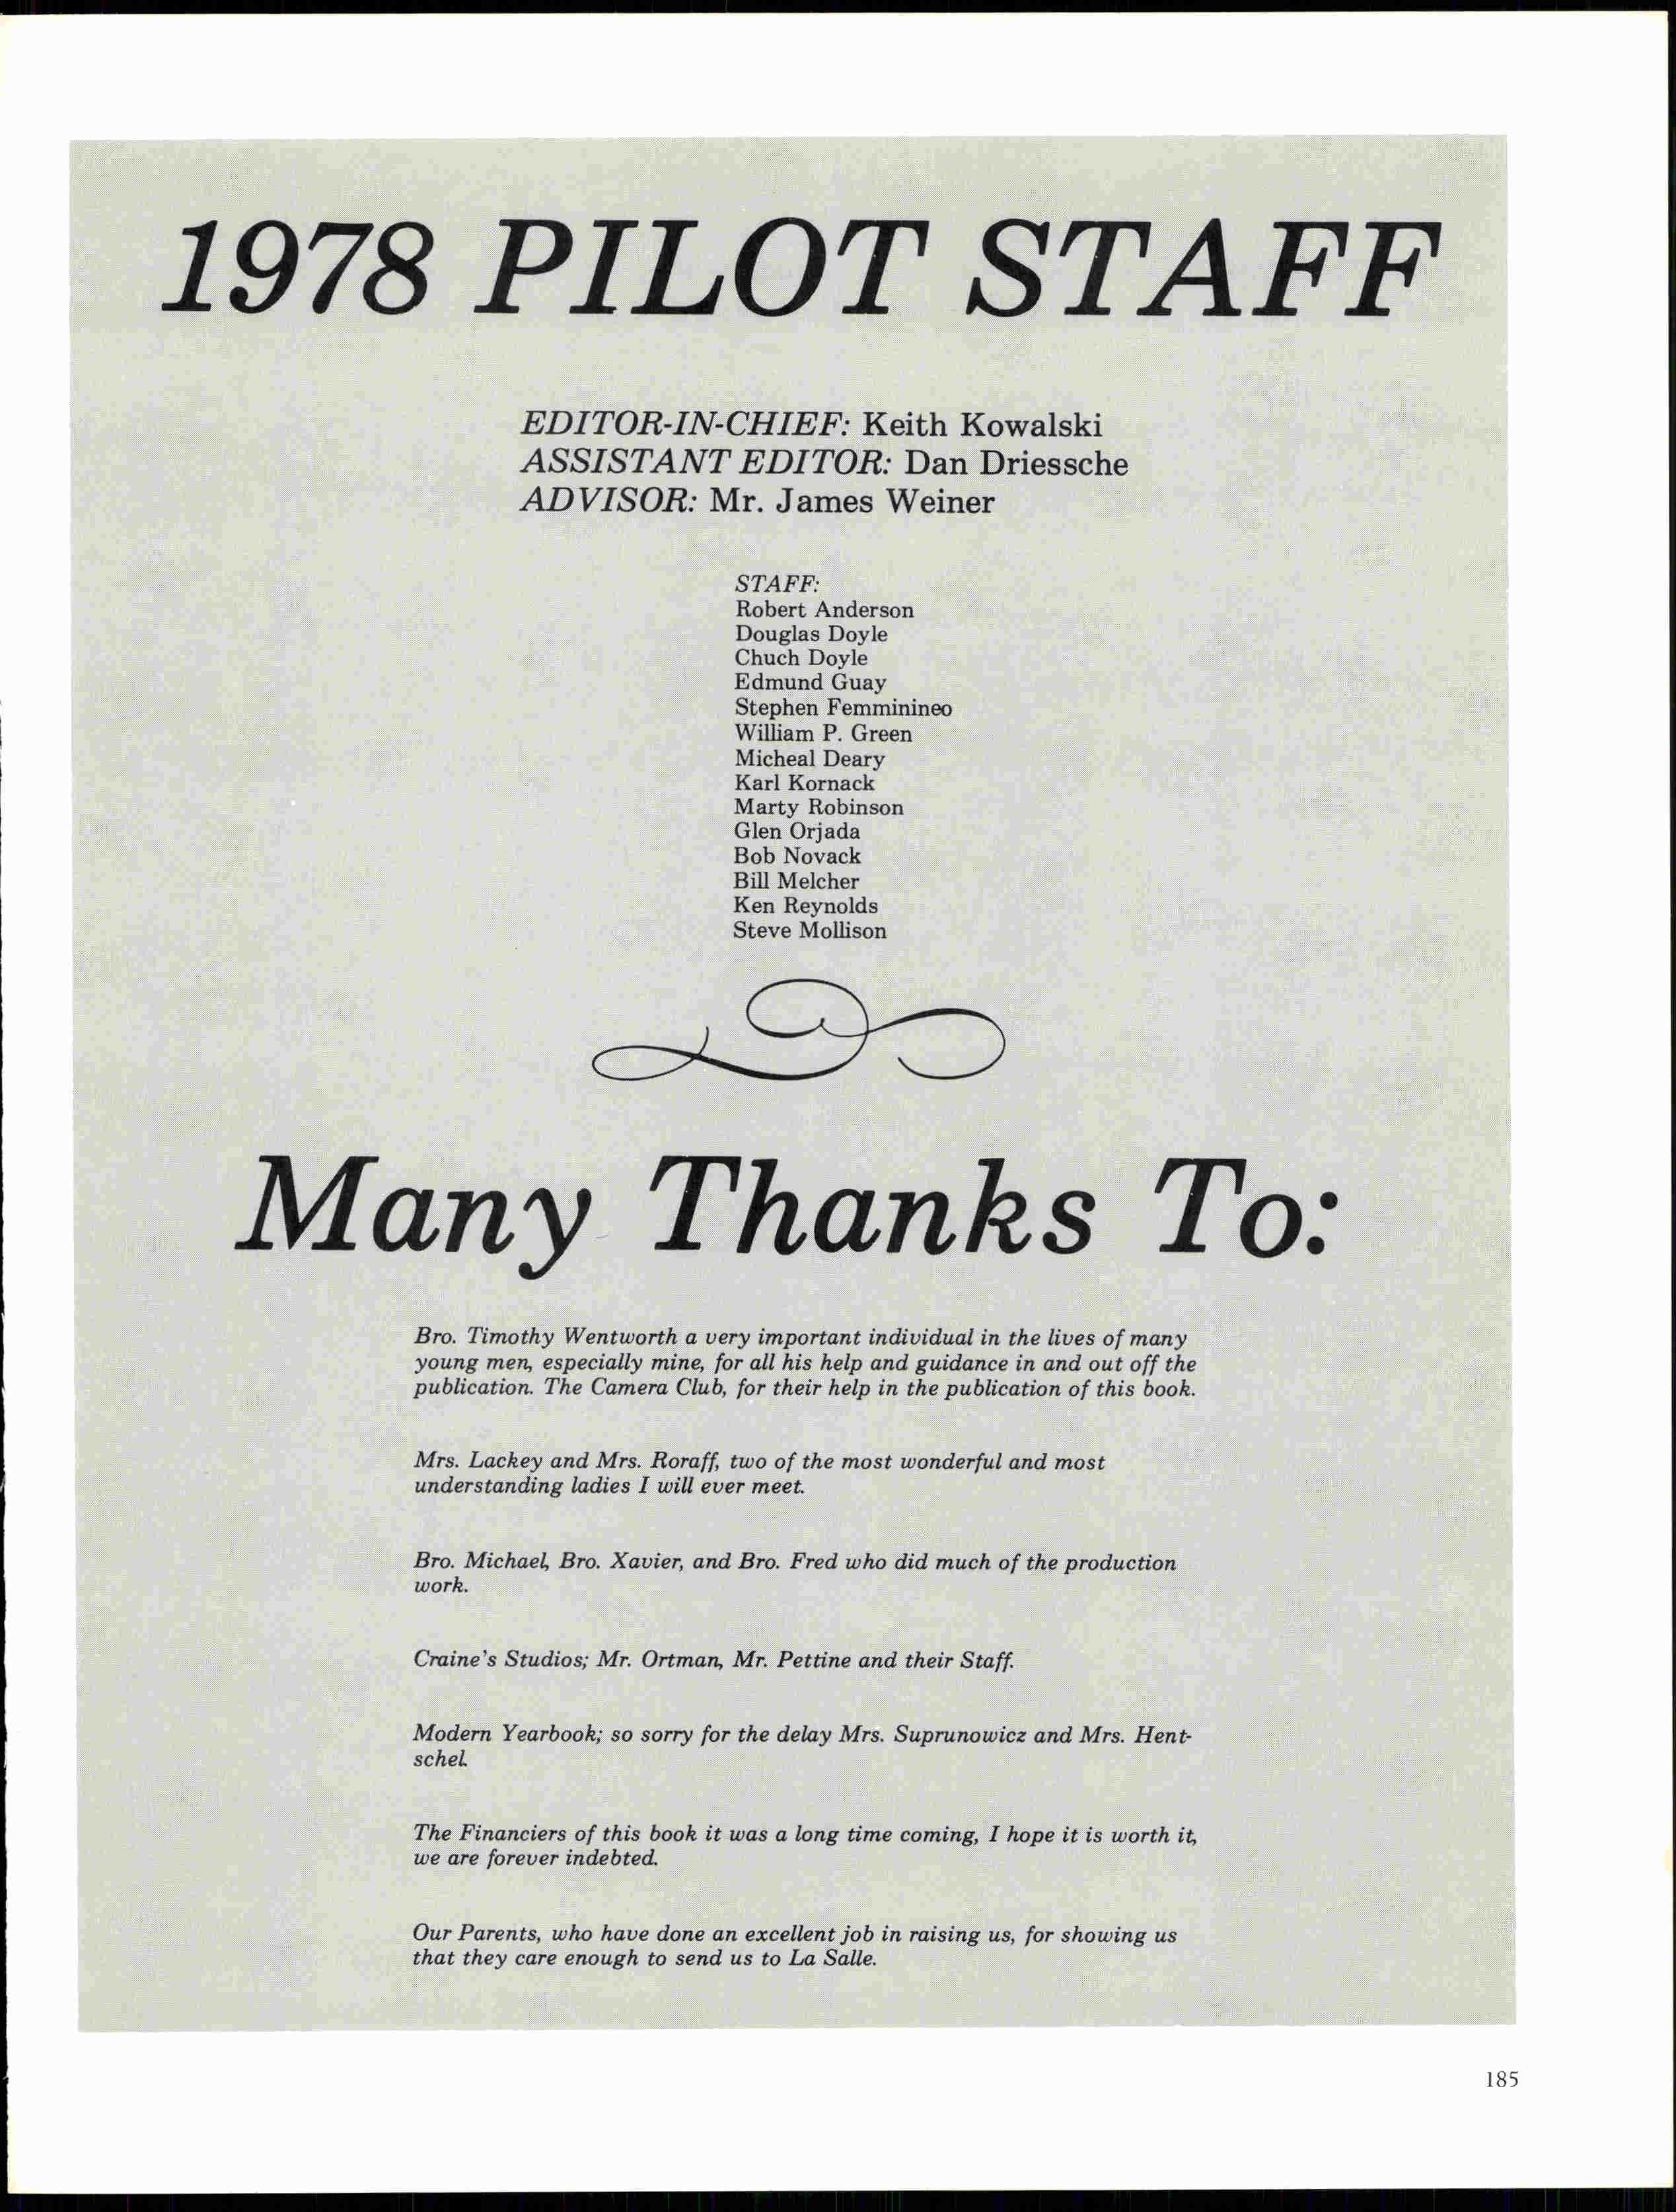 1978 PILOT STAFF
EDITOR-IN-CHIEF: Keith Kowalski
ASSISTANT EDITOR: Dan Driessche
ADVISOR: Mr. James Weiner
STAFF:
Robert Anderson
Douglas Doyle
Chuch Doyle
Edmund Guay
Stephen Femminineo
William P. Green
Micheal Deary
Karl Kornack
Marty Robinson
Glen Orjada
Bob Novack
Bill Melcher
Ken Reynolds
Steve Mollison
Many Thanks To:
Bro. Timothy Wentworth a very important individual in the lives of many
young men, especially mine, for all his help and guidance in and out off the
publication. The Camera Club, for their help in the publication of this book.
Mrs. Lackey and Mrs. Roraff, two of the most wonderful and most
understanding ladies I will ever meet.
Bro. Michael, Bro. Xavier, and Bro. Fred who did much of the production
work.
Craine's Studios; Mr. Ortman, Mr. Pettine and their Staff.
Modern Yearbook; so sorry for the delay Mrs. Suprunowicz and Mrs. Hent-
schel.
The Financiers of this book it was a long time coming, I hope it is worth it,
we are forever indebted.
Our Parents, who have done an excellent job in raising us, for showing us
that they care enough to send us to La Salle.
185